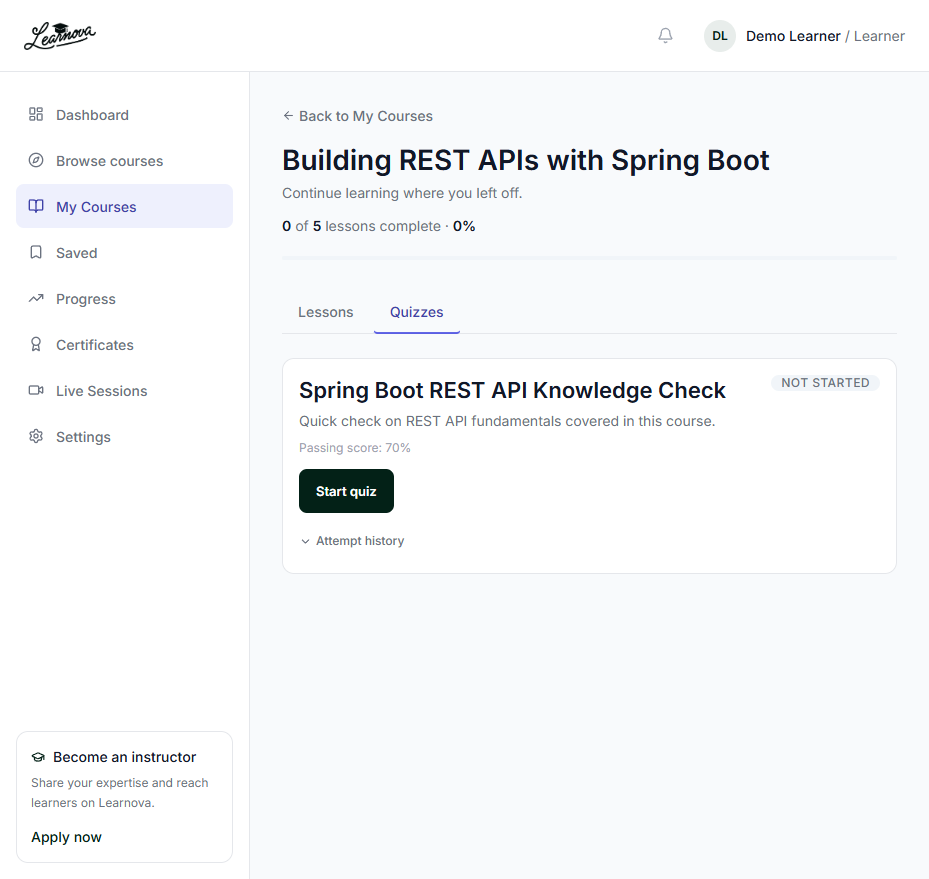 Learnova
DL
Demo Learner / Learner
Dashboard
Browse courses
My Courses
Saved
Progress
Certificates
Live Sessions
Settings
Become an instructor
Share your expertise and reach
learners on Learnova.
Apply now
← Back to My Courses
Building REST APIs with Spring Boot
Continue learning where you left off.
0 of 5 lessons complete · 0%
Lessons
Quizzes
Spring Boot REST API Knowledge Check
NOT STARTED
Quick check on REST API fundamentals covered in this course.
Passing score: 70%
Start quiz
Attempt history